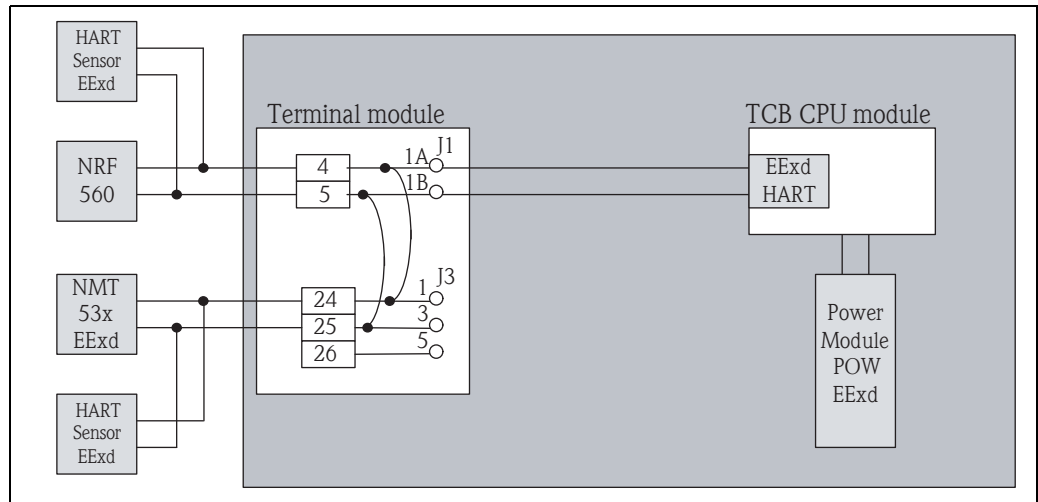 HART
Sensor
EExd
NRF
560
NMT
53x
EExd
HART
Sensor
EExd
Terminal module
4
5
1A
J1
1B
24
25
26
1
J3
3
5
TCB CPU module
EExd
HART
Power
Module
POW
EExd